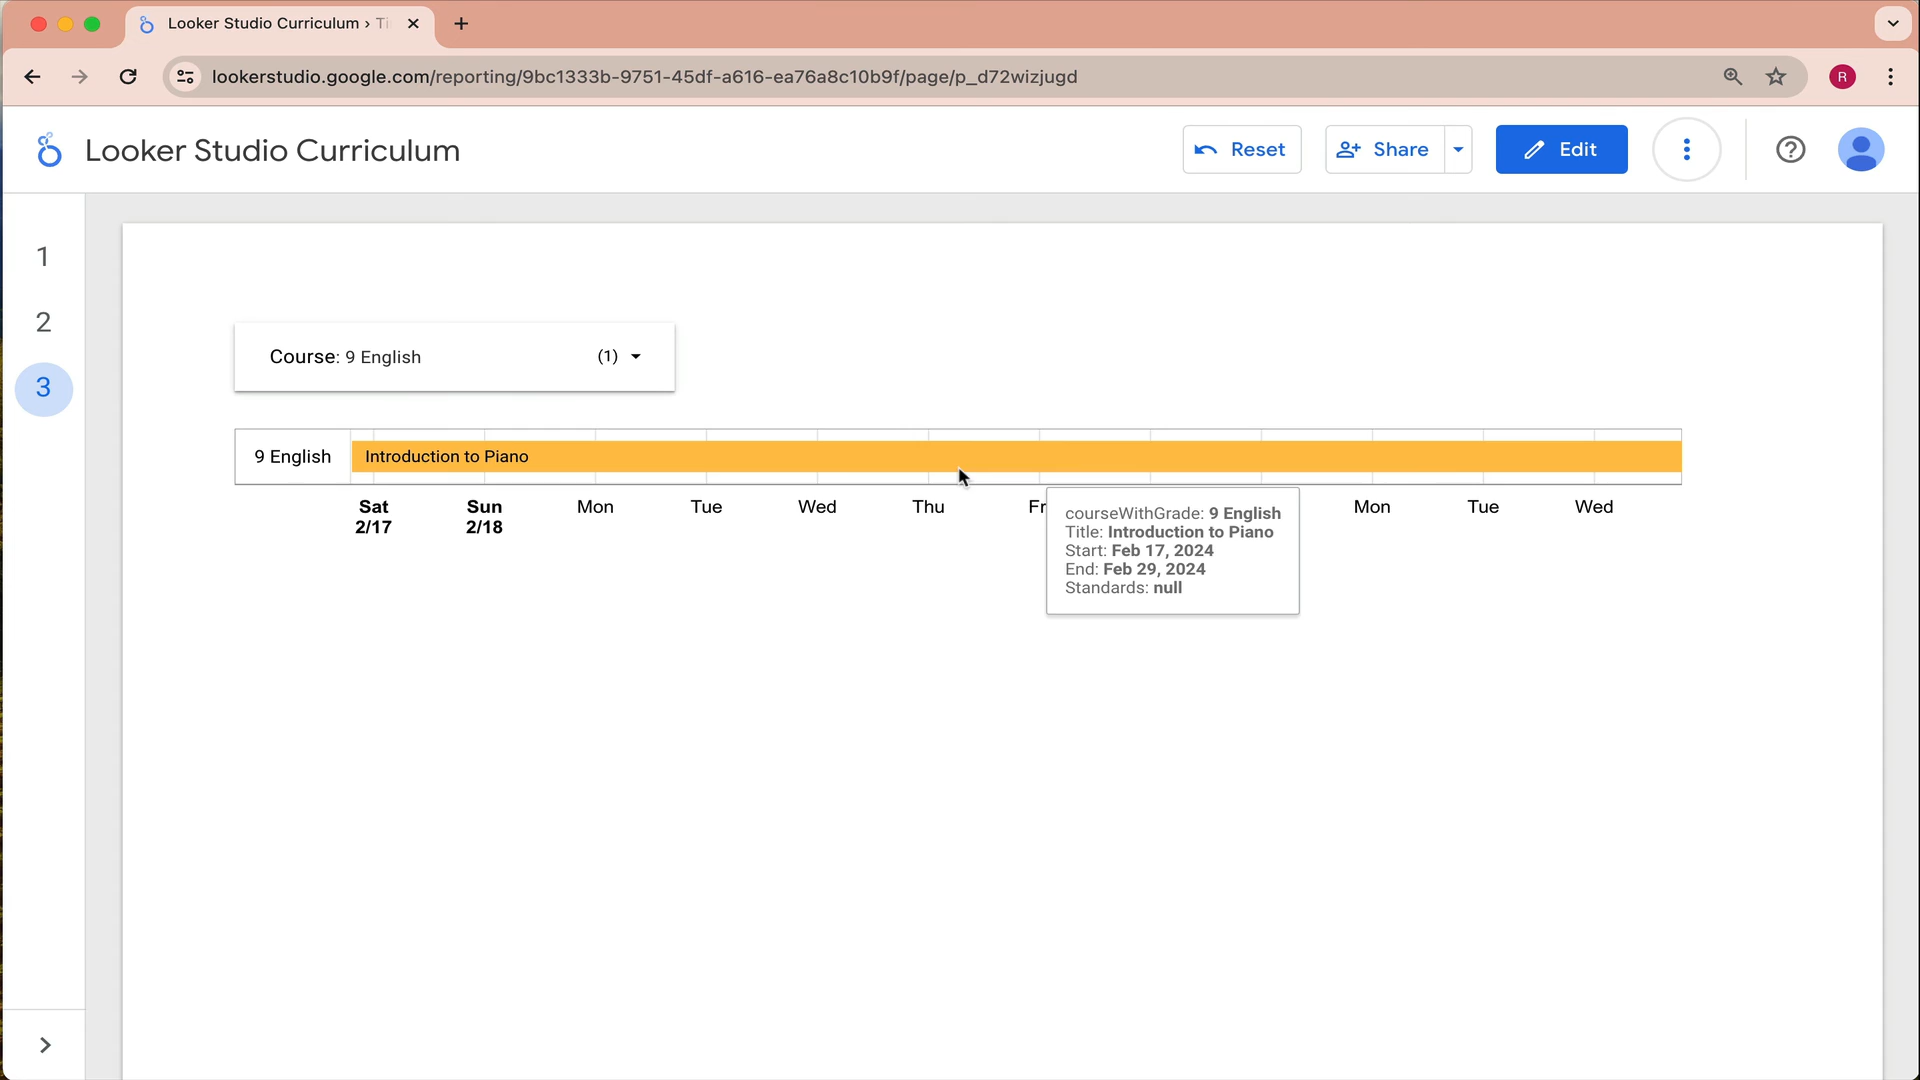 Looker Studio Curriculum › Ti
lookerstudio.google.com/reporting/9bc1333b-9751-45df-a616-ea76a8c10b9f/page/p_d72wizjugd
R
Looker Studio Curriculum
Reset
Share
Edit
1
2
3
Course: 9 English (1)
9 English
Introduction to Piano
Sat Sun Mon Tue Wed Thu Fr Mon Tue Wed
2/17 2/18
courseWithGrade: 9 English
Title: Introduction to Piano
Start: Feb 17, 2024
End: Feb 29, 2024
Standards: null